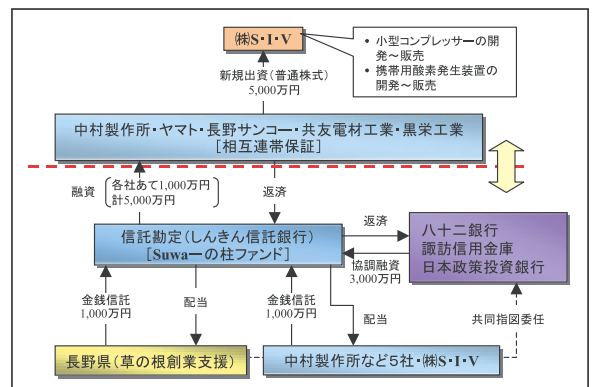 ㈱S・I・V
• 小型コンプレッサーの開
発～販売
• 携帯用酸素発生装置の
開発～販売
新規出資(普通株式)
5,000万円
中村製作所・ヤマト・長野サンコー・共友電材工業・黒栄工業
[相互連帯保証]
融資
各社あて1,000万円
計5,000万円
返済
信託勘定(しんきん信託銀行)
[Suwaーの柱ファンド]
返済
協調融資
3,000万円
八十二銀行
諏訪信用金庫
日本政策投資銀行
金銭信託
1,000万円
配当
金銭信託
1,000万円
配当
共同指図委任
長野県(草の根創業支援)
中村製作所など5社・㈱S・I・V